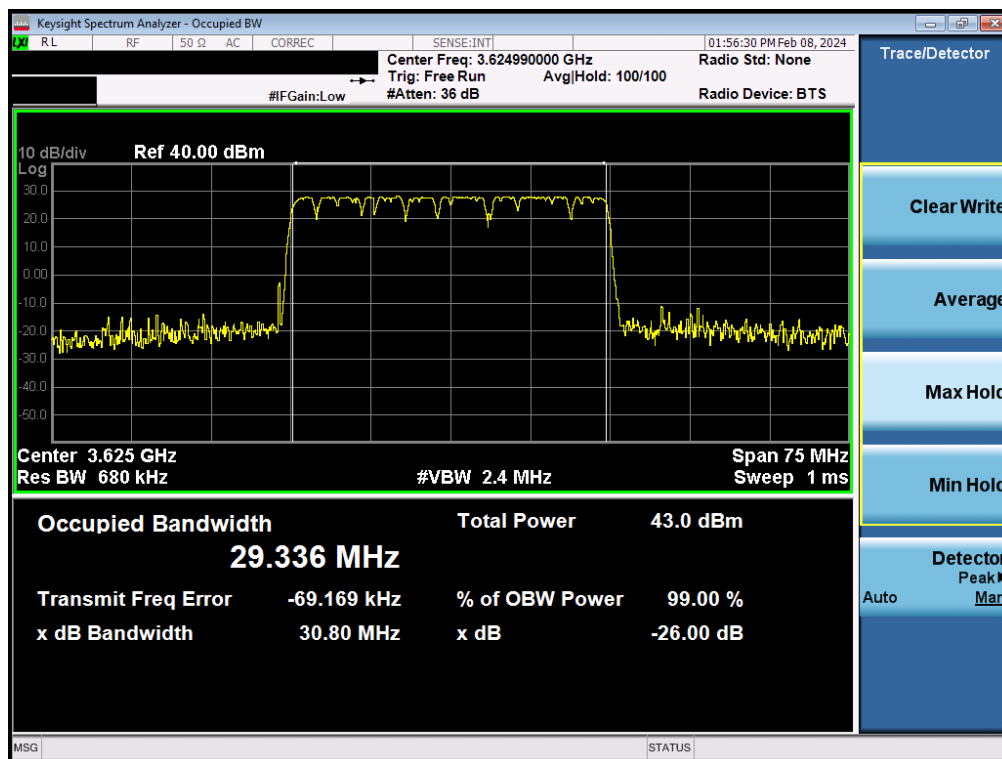 Keysight Spectrum Analyzer - Occupied BW
LXI RL RF 50 Ω AC CORREC SENSE:INT 01:56:30 PM Feb 08, 2024
Center Freq: 3.624990000 GHz Radio Std: None
Trig: Free Run Avg|Hold: 100/100
#IFGain:Low #Atten: 36 dB Radio Device: BTS
10 dB/div Ref 40.00 dBm
Log
30.0
20.0
10.0
0.00
-10.0
-20.0
-30.0
-40.0
-50.0
Center 3.625 GHz Span 75 MHz
Res BW 680 kHz #VBW 2.4 MHz Sweep 1 ms
Occupied Bandwidth Total Power 43.0 dBm
29.336 MHz
Transmit Freq Error -69.169 kHz % of OBW Power 99.00 %
x dB Bandwidth 30.80 MHz x dB -26.00 dB
MSG STATUS
Trace/Detector
Clear Write
Average
Max Hold
Min Hold
Detector
Peak▶
Auto Man